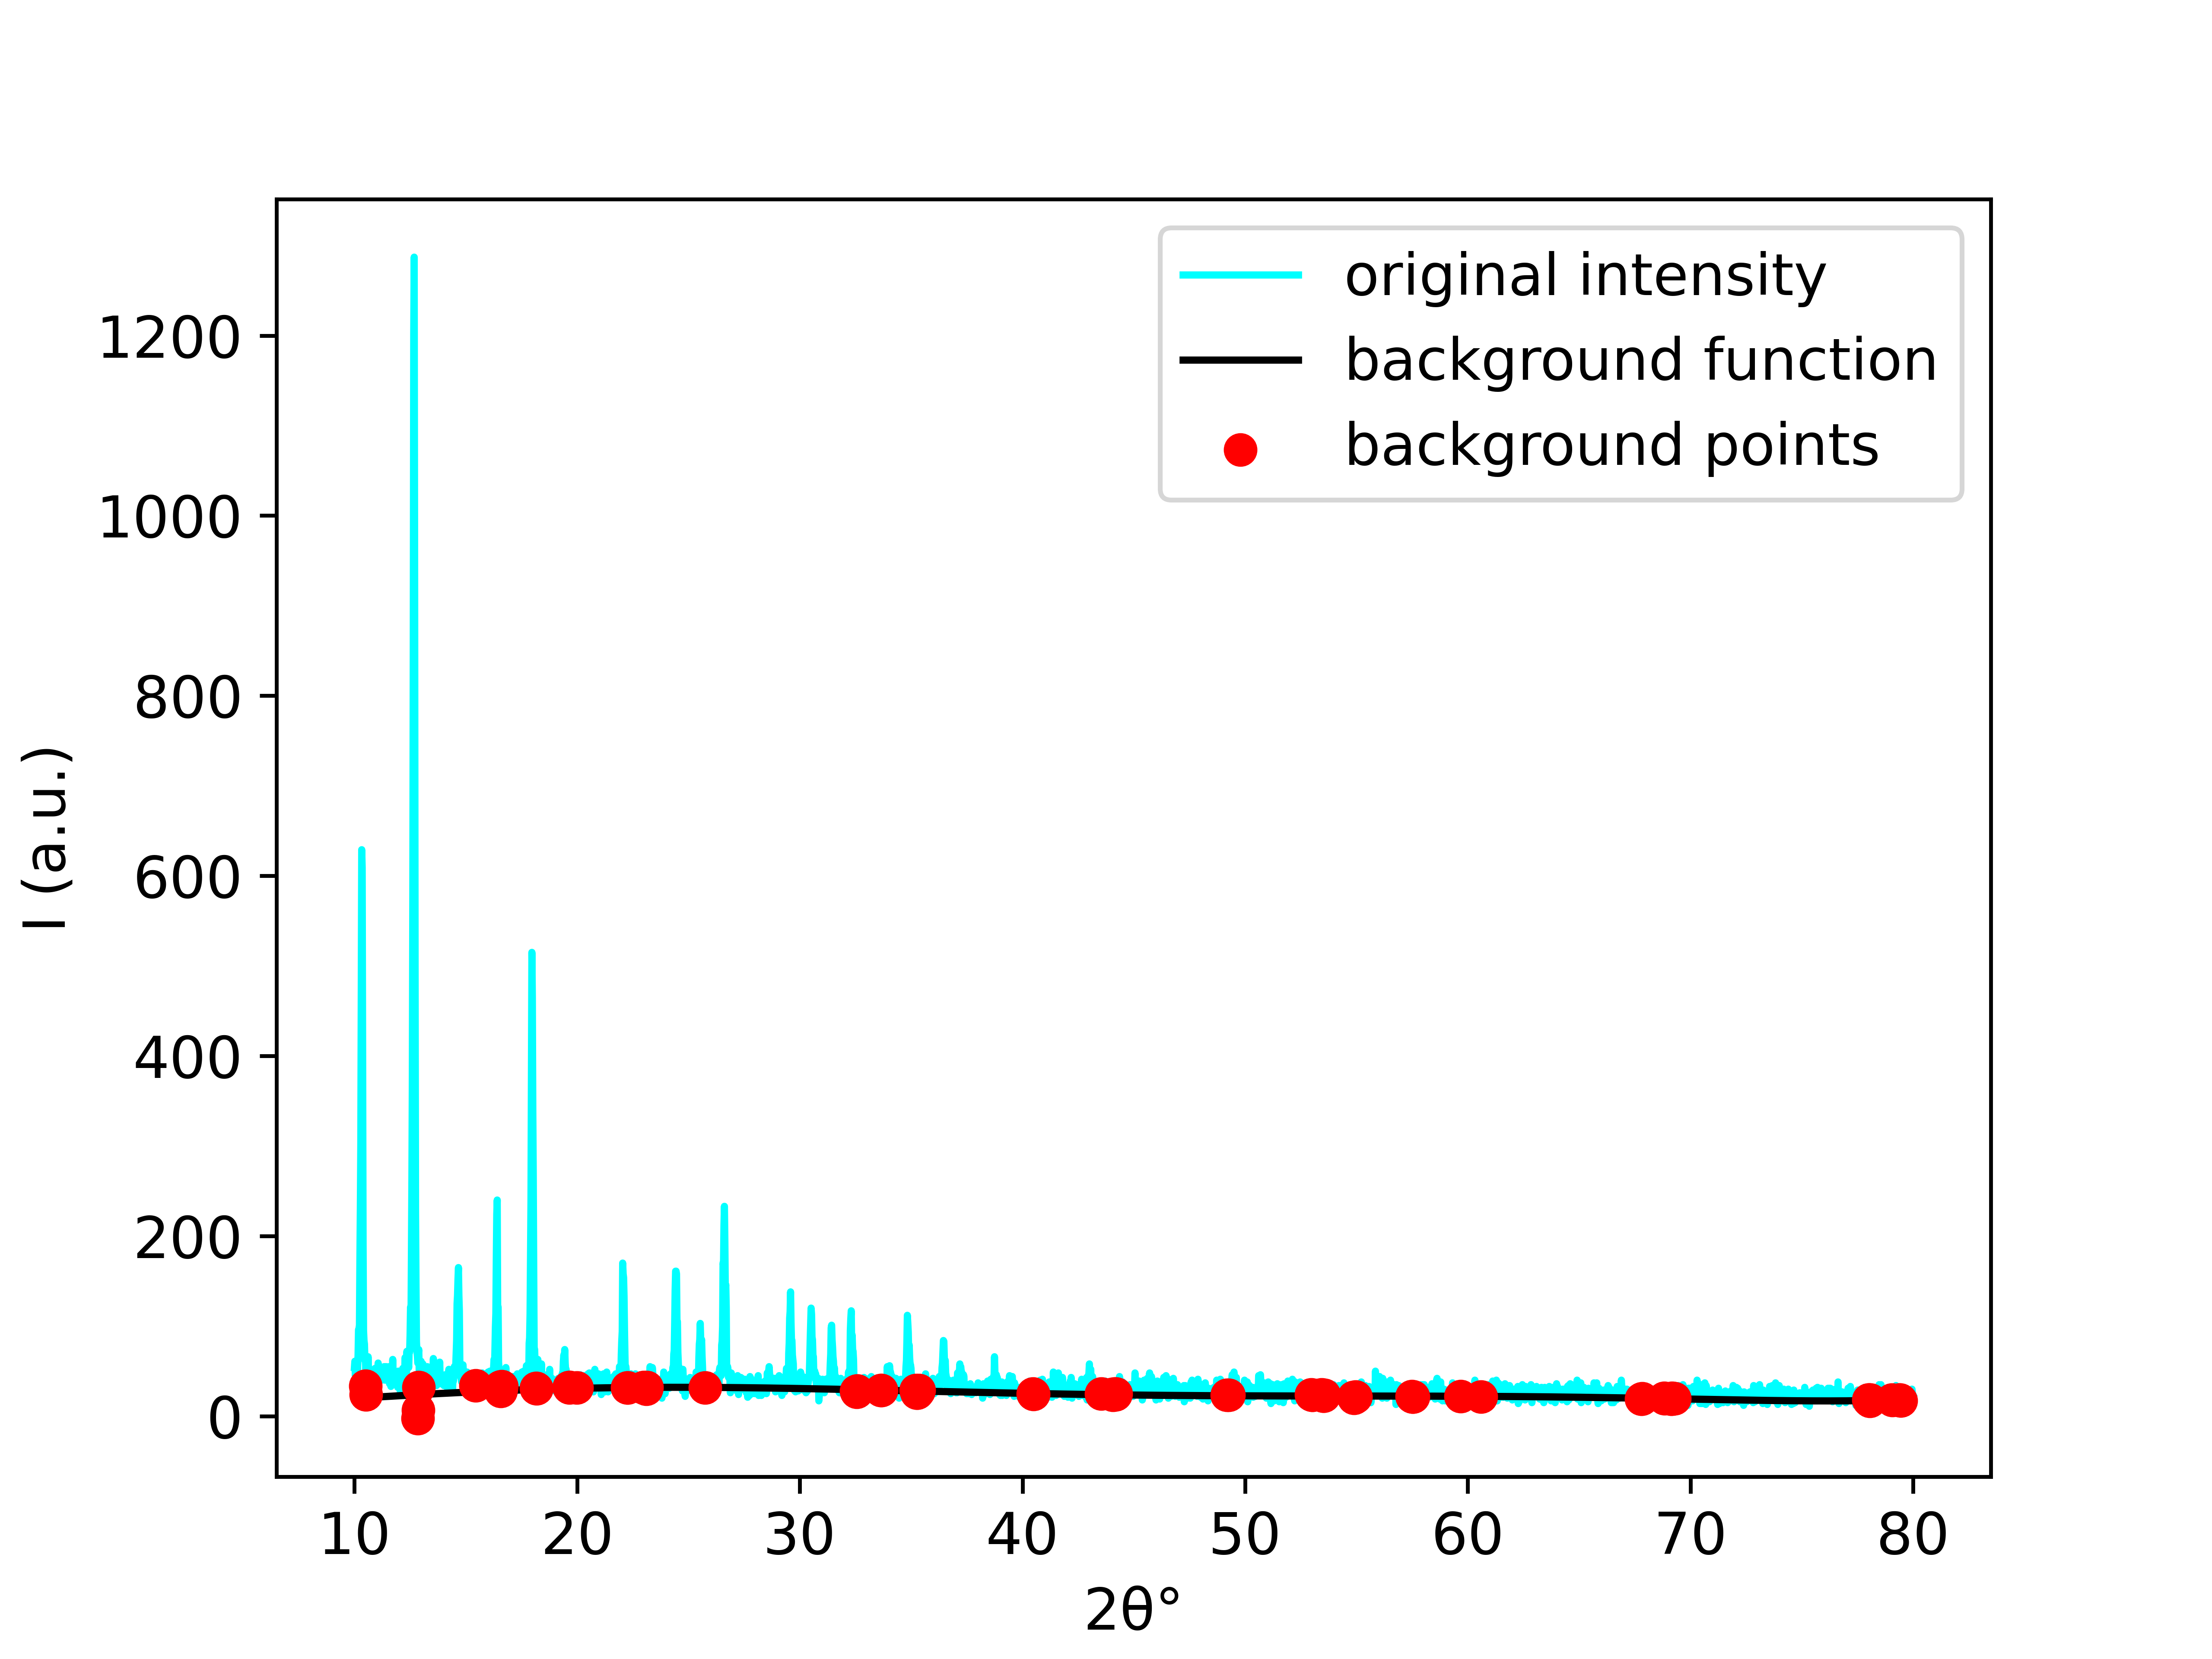 original intensity
background function
background points
1200
1000
800
600
400
200
0
I (a.u.)
10 20 30 40 50 60 70 80
2θ°